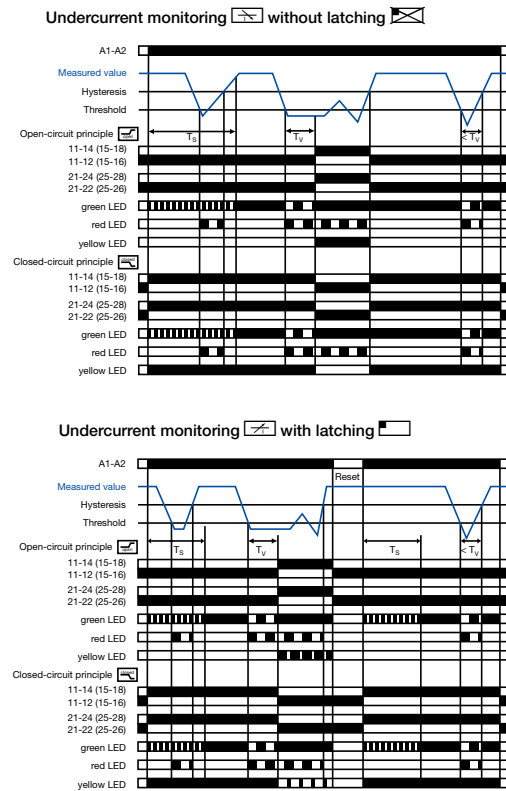 Undercurrent monitoring without latching
A1-A2
Measured value
Hysteresis
Threshold
Open-circuit principle open
TS
TV
< TV
11-14 (15-18)
11-12 (15-16)
21-24 (25-28)
21-22 (25-26)
green LED
red LED
yellow LED
Closed-circuit principle closed
11-14 (15-18)
11-12 (15-16)
21-24 (25-28)
21-22 (25-26)
green LED
red LED
yellow LED
Undercurrent monitoring with latching
A1-A2
Reset
Measured value
Hysteresis
Threshold
Open-circuit principle open
TS
TV
TS
< TV
11-14 (15-18)
11-12 (15-16)
21-24 (25-28)
21-22 (25-26)
green LED
red LED
yellow LED
Closed-circuit principle closed
11-14 (15-18)
11-12 (15-16)
21-24 (25-28)
21-22 (25-26)
green LED
red LED
yellow LED